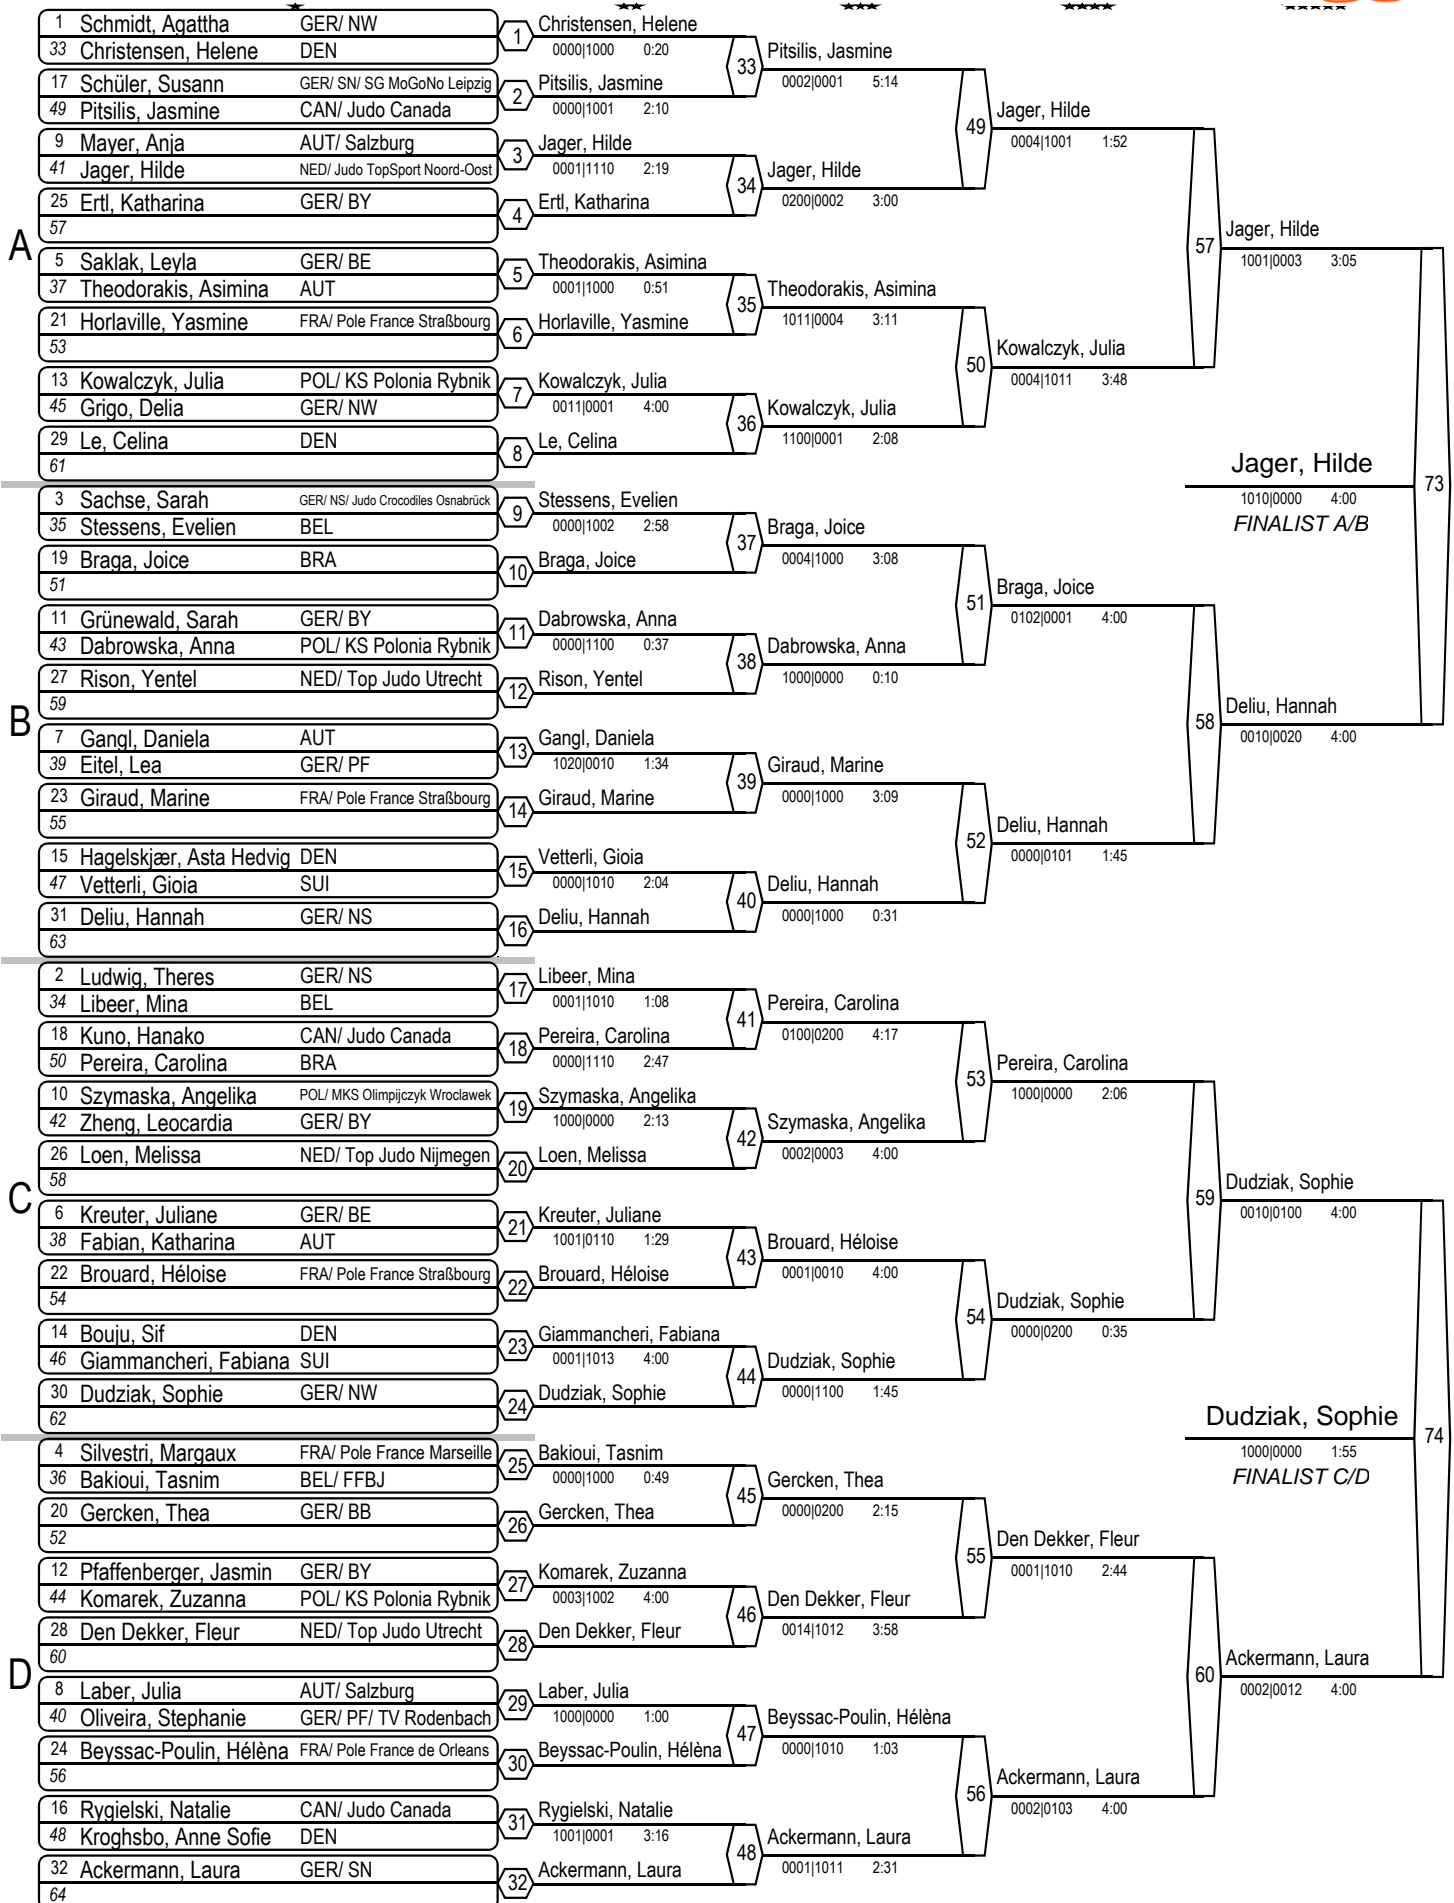 1 Schmidt, Agattha GER/ NW
33 Christensen, Helene DEN
1
Christensen, Helene
0000|1000 0:20
17 Schüler, Susann GER/ SN/ SG MoGoNo Leipzig
49 Pitsilis, Jasmine CAN/ Judo Canada
2
Pitsilis, Jasmine
0000|1001 2:10
33
Pitsilis, Jasmine
0002|0001 5:14
9 Mayer, Anja AUT/ Salzburg
41 Jager, Hilde NED/ Judo TopSport Noord-Oost
3
Jager, Hilde
0001|1110 2:19
25 Ertl, Katharina GER/ BY
57
4
Ertl, Katharina
34
Jager, Hilde
0200|0002 3:00
49
Jager, Hilde
0004|1001 1:52
A
5 Saklak, Leyla GER/ BE
37 Theodorakis, Asimina AUT
5
Theodorakis, Asimina
0001|1000 0:51
21 Horlaville, Yasmine FRA/ Pole France Straßbourg
53
6
Horlaville, Yasmine
35
Theodorakis, Asimina
1011|0004 3:11
13 Kowalczyk, Julia POL/ KS Polonia Rybnik
45 Grigo, Delia GER/ NW
7
Kowalczyk, Julia
0011|0001 4:00
29 Le, Celina DEN
61
8
Le, Celina
36
Kowalczyk, Julia
1100|0001 2:08
50
Kowalczyk, Julia
0004|1011 3:48
57
Jager, Hilde
1001|0003 3:05
3 Sachse, Sarah GER/ NS/ Judo Crocodiles Osnabrück
35 Stessens, Evelien BEL
9
Stessens, Evelien
0000|1002 2:58
19 Braga, Joice BRA
51
10
Braga, Joice
37
Braga, Joice
0004|1000 3:08
11 Grünewald, Sarah GER/ BY
43 Dabrowska, Anna POL/ KS Polonia Rybnik
11
Dabrowska, Anna
0000|1100 0:37
27 Rison, Yentel NED/ Top Judo Utrecht
59
12
Rison, Yentel
38
Dabrowska, Anna
1000|0000 0:10
51
Braga, Joice
0102|0001 4:00
B
7 Gangl, Daniela AUT
39 Eitel, Lea GER/ PF
13
Gangl, Daniela
1020|0010 1:34
23 Giraud, Marine FRA/ Pole France Straßbourg
55
14
Giraud, Marine
39
Giraud, Marine
0000|1000 3:09
15 Hagelskjær, Asta Hedvig DEN
47 Vetterli, Gioia SUI
15
Vetterli, Gioia
0000|1010 2:04
31 Deliu, Hannah GER/ NS
63
16
Deliu, Hannah
40
Deliu, Hannah
0000|1000 0:31
52
Deliu, Hannah
0000|0101 1:45
58
Deliu, Hannah
0010|0020 4:00
73
Jager, Hilde
1010|0000 4:00
FINALIST A/B
2 Ludwig, Theres GER/ NS
34 Libeer, Mina BEL
17
Libeer, Mina
0001|1010 1:08
18 Kuno, Hanako CAN/ Judo Canada
50 Pereira, Carolina BRA
18
Pereira, Carolina
0000|1110 2:47
41
Pereira, Carolina
0100|0200 4:17
10 Szymaska, Angelika POL/ MKS Olimpijczyk Wroclawek
42 Zheng, Leocardia GER/ BY
19
Szymaska, Angelika
1000|0000 2:13
26 Loen, Melissa NED/ Top Judo Nijmegen
58
20
Loen, Melissa
42
Szymaska, Angelika
0002|0003 4:00
53
Pereira, Carolina
1000|0000 2:06
C
6 Kreuter, Juliane GER/ BE
38 Fabian, Katharina AUT
21
Kreuter, Juliane
1001|0110 1:29
22 Brouard, Héloise FRA/ Pole France Straßbourg
54
22
Brouard, Héloise
43
Brouard, Héloise
0001|0010 4:00
14 Bouju, Sif DEN
46 Giammancheri, Fabiana SUI
23
Giammancheri, Fabiana
0001|1013 4:00
30 Dudziak, Sophie GER/ NW
62
24
Dudziak, Sophie
44
Dudziak, Sophie
0000|1100 1:45
54
Dudziak, Sophie
0000|0200 0:35
59
Dudziak, Sophie
0010|0100 4:00
4 Silvestri, Margaux FRA/ Pole France Marseille
36 Bakioui, Tasnim BEL/ FFBJ
25
Bakioui, Tasnim
0000|1000 0:49
20 Gercken, Thea GER/ BB
52
26
Gercken, Thea
45
Gercken, Thea
0000|0200 2:15
12 Pfaffenberger, Jasmin GER/ BY
44 Komarek, Zuzanna POL/ KS Polonia Rybnik
27
Komarek, Zuzanna
0003|1002 4:00
28 Den Dekker, Fleur NED/ Top Judo Utrecht
60
28
Den Dekker, Fleur
46
Den Dekker, Fleur
0014|1012 3:58
55
Den Dekker, Fleur
0001|1010 2:44
D
8 Laber, Julia AUT/ Salzburg
40 Oliveira, Stephanie GER/ PF/ TV Rodenbach
29
Laber, Julia
1000|0000 1:00
24 Beyssac-Poulin, Hélèna FRA/ Pole France de Orleans
56
30
Beyssac-Poulin, Hélèna
47
Beyssac-Poulin, Hélèna
0000|1010 1:03
16 Rygielski, Natalie CAN/ Judo Canada
48 Kroghsbo, Anne Sofie DEN
31
Rygielski, Natalie
1001|0001 3:16
32 Ackermann, Laura GER/ SN
64
32
Ackermann, Laura
48
Ackermann, Laura
0001|1011 2:31
56
Ackermann, Laura
0002|0103 4:00
60
Ackermann, Laura
0002|0012 4:00
74
Dudziak, Sophie
1000|0000 1:55
FINALIST C/D